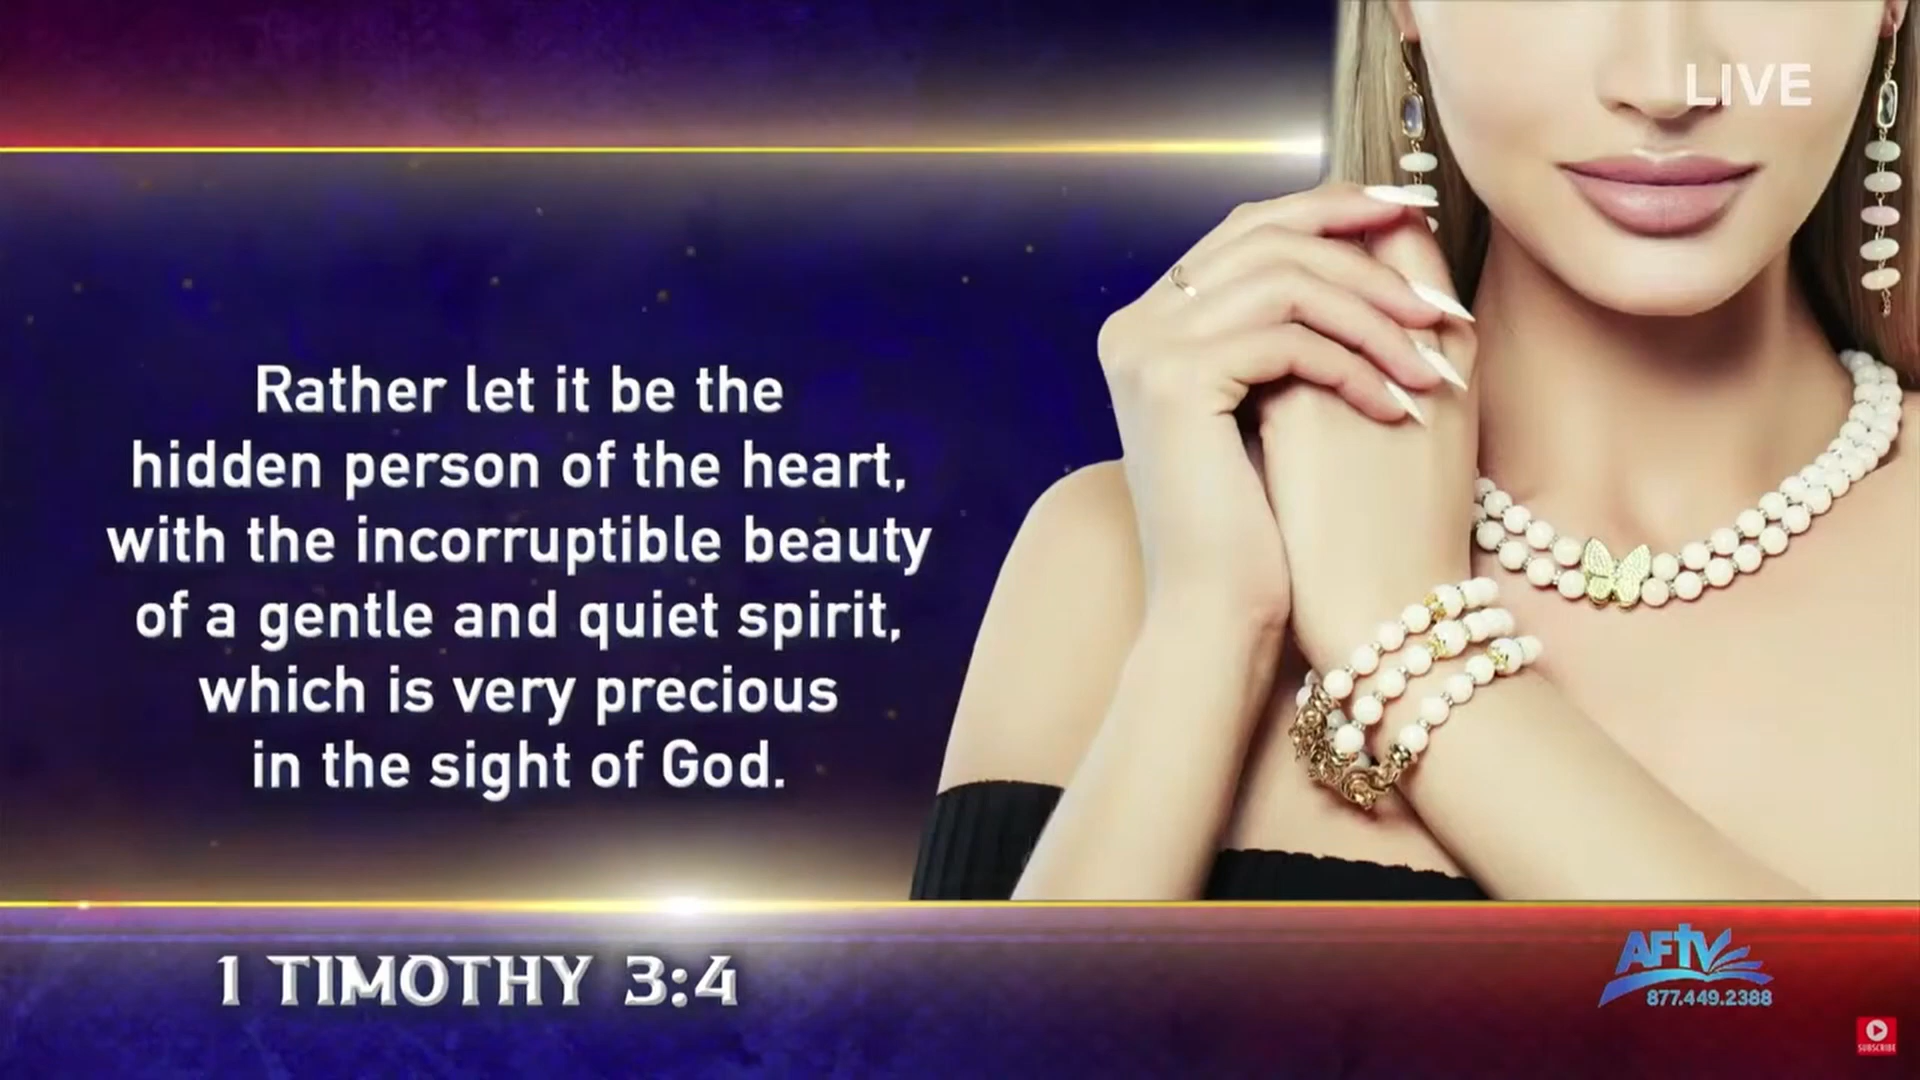 LIVE
Rather let it be the
hidden person of the heart,
with the incorruptible beauty
of a gentle and quiet spirit,
which is very precious
in the sight of God.
1 TIMOTHY 3:4
AFTV
877.449.2388
SUBSCRIBE